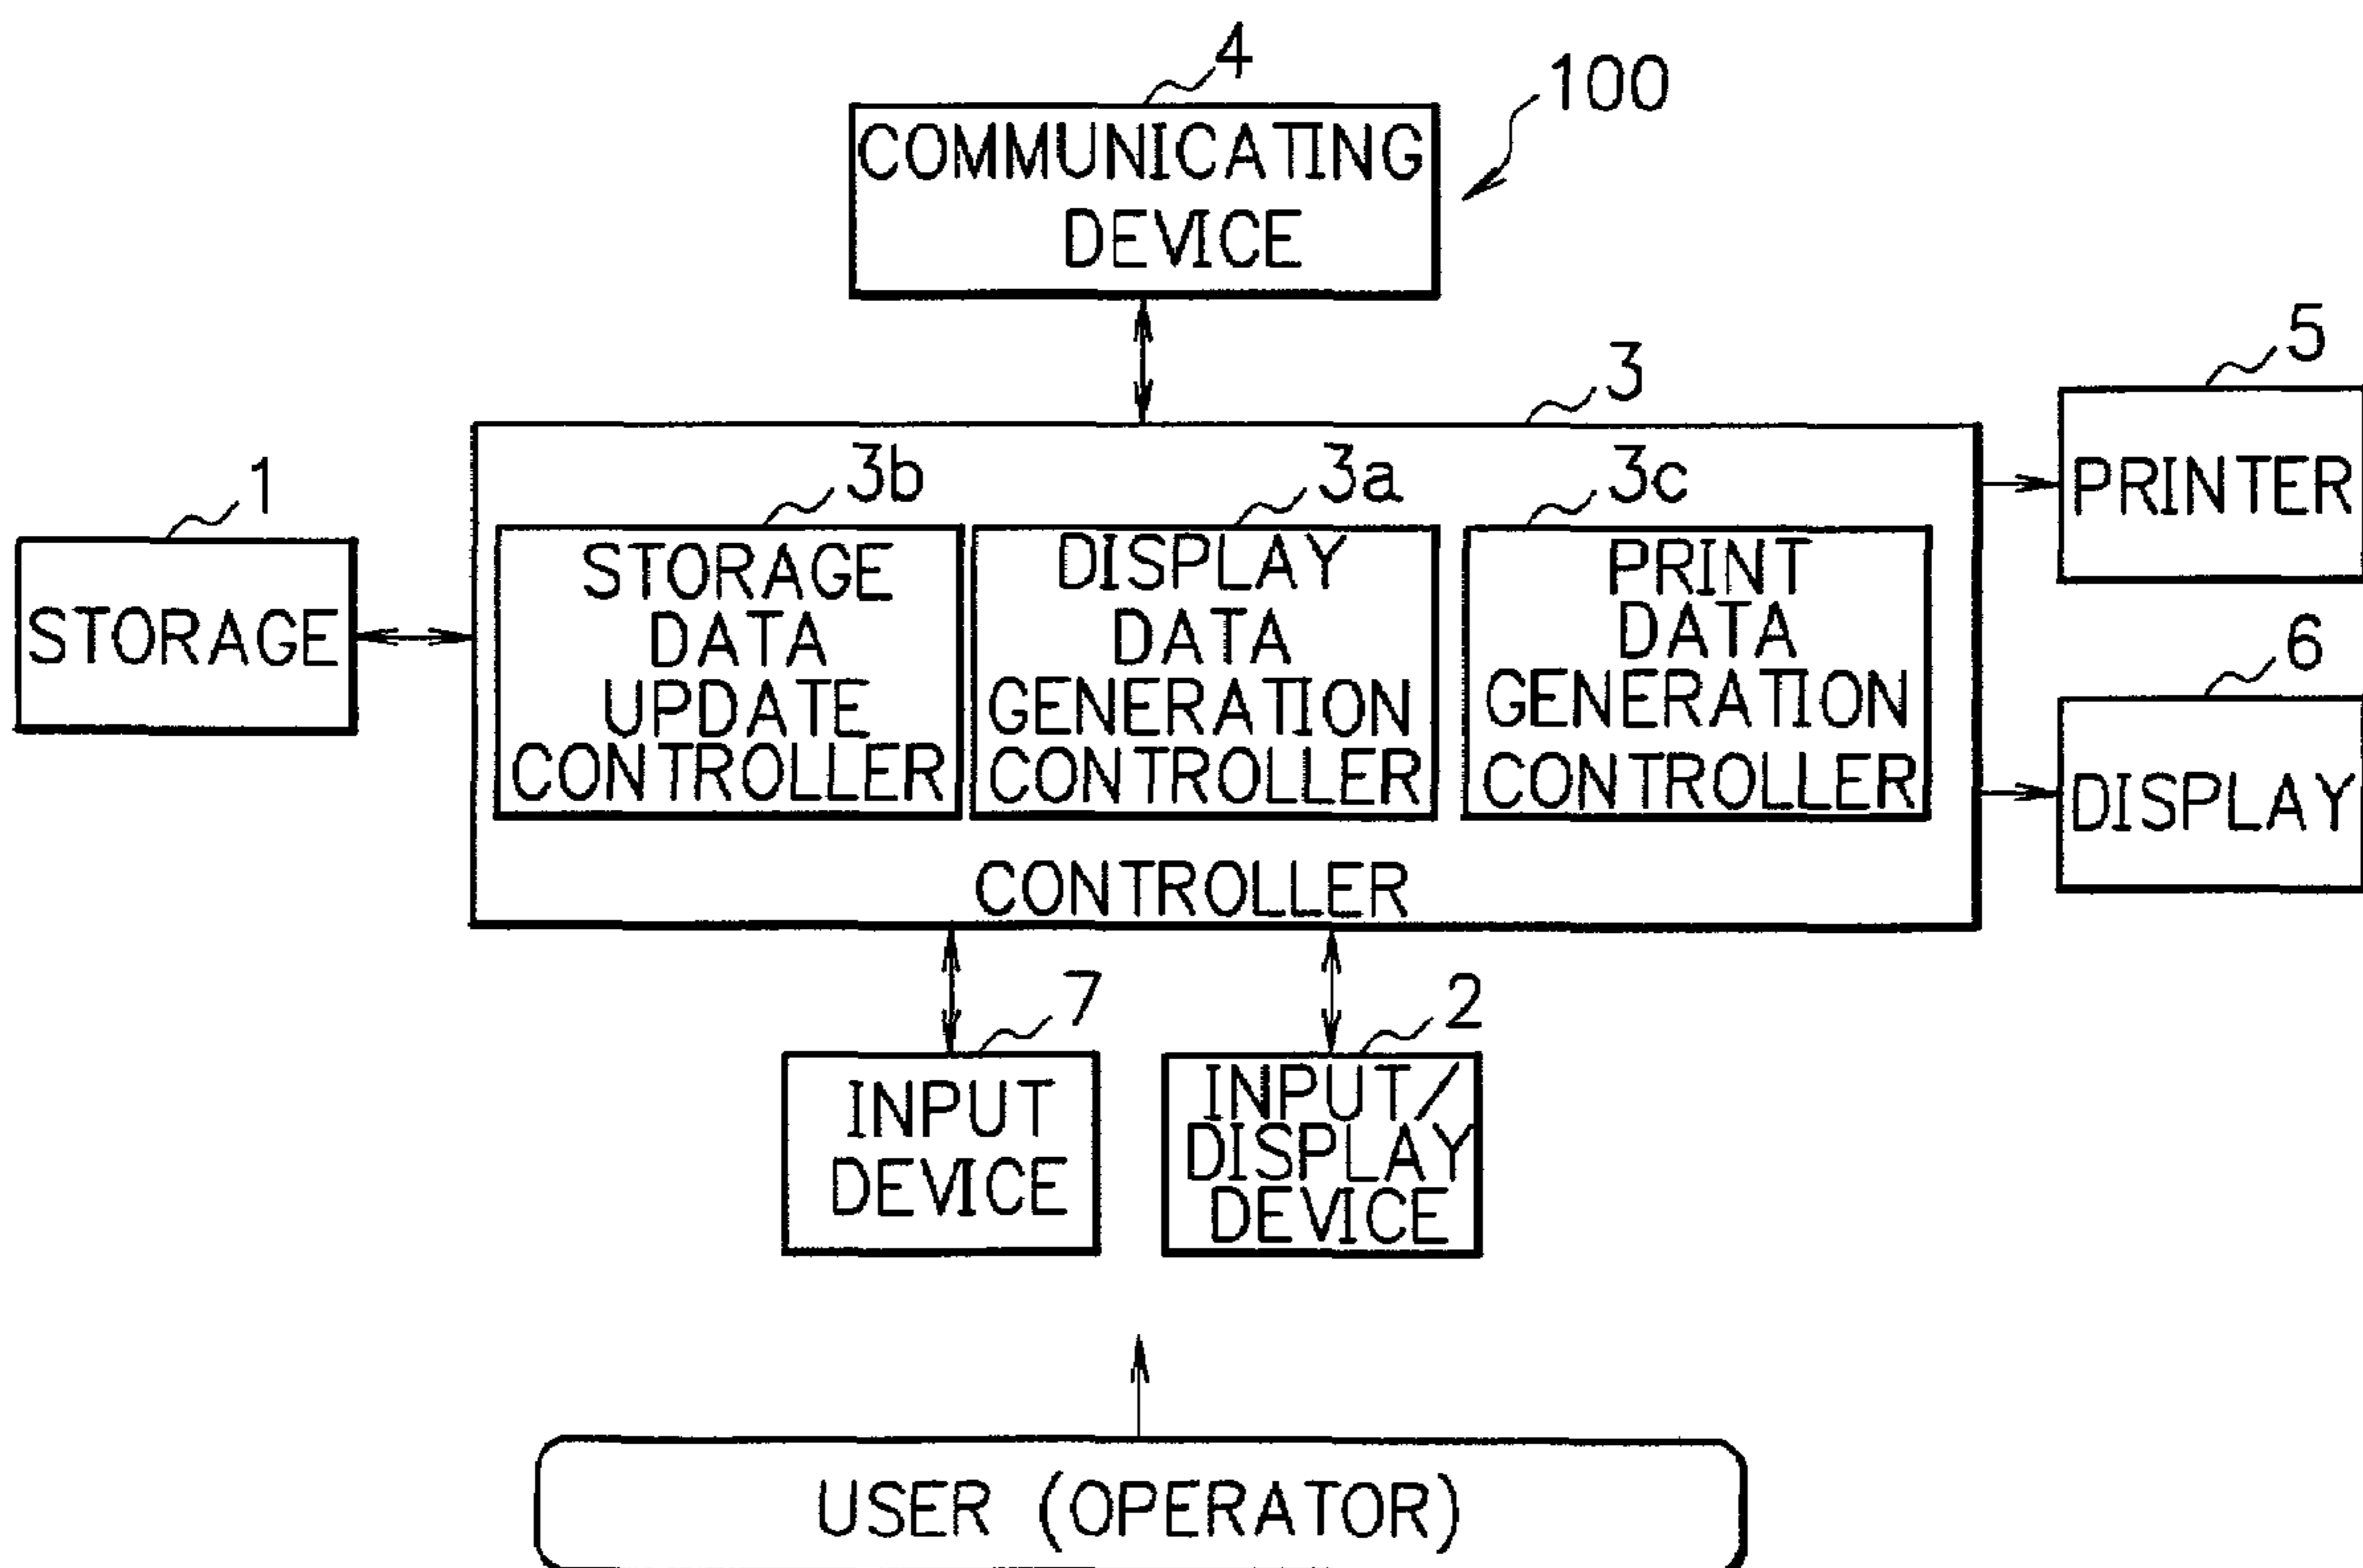 4
100
COMMUNICATING
DEVICE
3
5
PRINTER
1
STORAGE
3b
STORAGE
DATA
UPDATE
CONTROLLER
3a
DISPLAY
DATA
GENERATION
CONTROLLER
3c
PRINT
DATA
GENERATION
CONTROLLER
6
DISPLAY
CONTROLLER
7
INPUT
DEVICE
2
INPUT/
DISPLAY
DEVICE
USER (OPERATOR)